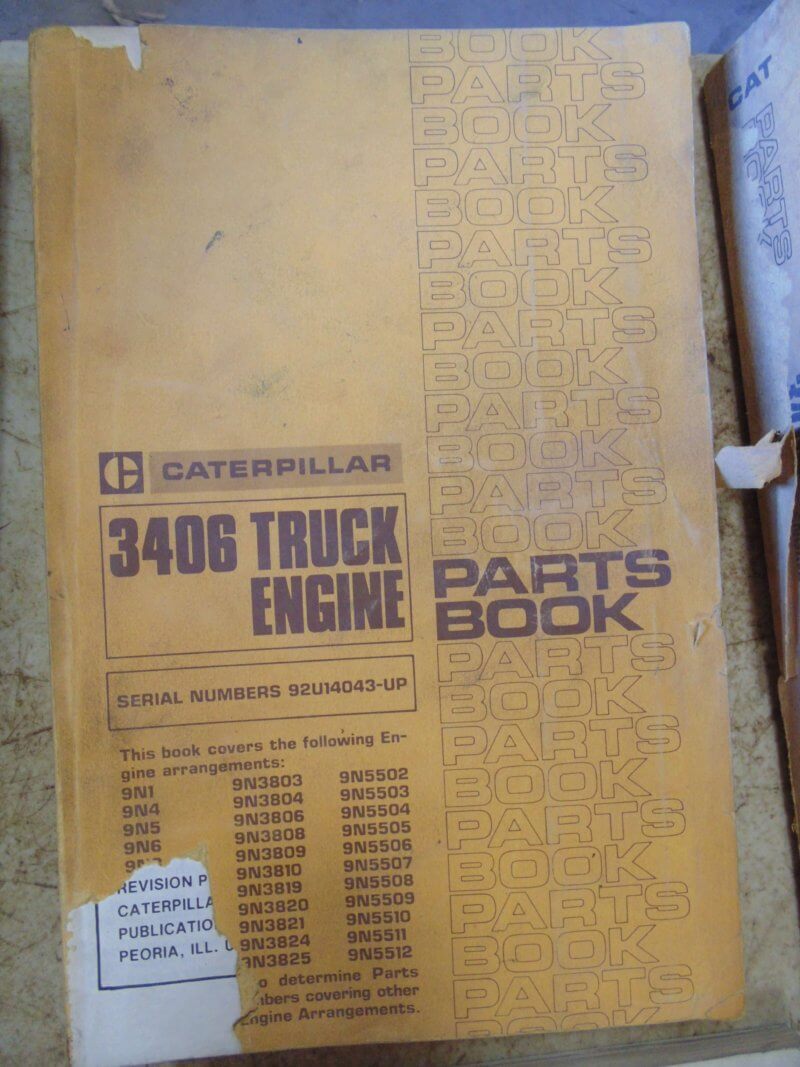 BOOK
PARTS
BOOK
PARTS
BOOK
PARTS
BOOK
PARTS
BOOK
PARTS
BOOK
PARTS
BOOK
PARTS
BOOK
PARTS
BOOK
PARTS
BOOK
PARTS
BOOK
PARTS
BOOK
PARTS
BOOK
CATERPILLAR
3406 TRUCK
ENGINE
SERIAL NUMBERS 92U14043-UP
This book covers the following En-
gine arrangements:
9N1
9N4
9N5
9N6
9N3803
9N3804
9N3806
9N3808
9N3809
9N3810
9N3819
9N3820
9N3821
9N3824
9N3825
9N5502
9N5503
9N5504
9N5505
9N5506
9N5507
9N5508
9N5509
9N5510
9N5511
9N5512
determine Parts
covering other
Engine Arrangements.
REVISION P
CATERPILLA
PUBLICATIO
PEORIA, ILL. U
CAT
PARTS